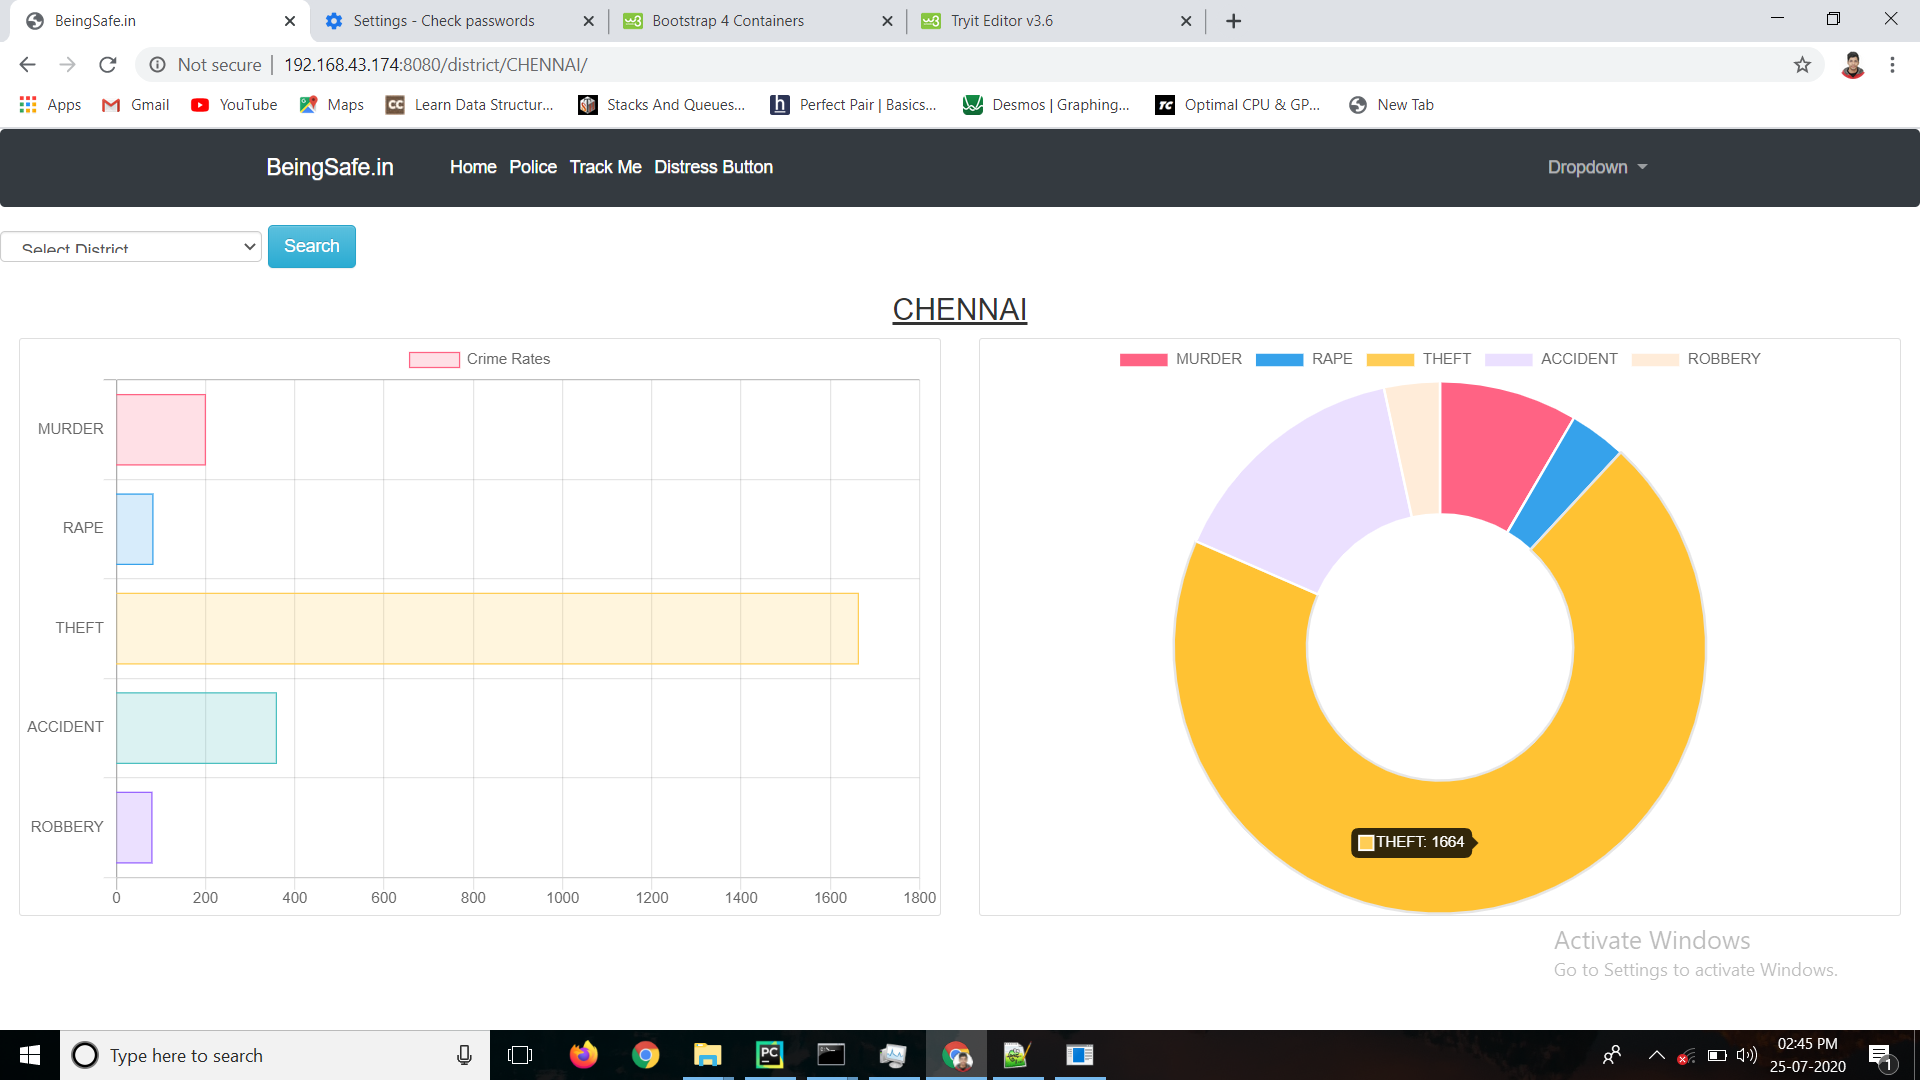 BeingSafe.in
Settings - Check passwords
Bootstrap 4 Containers
Tryit Editor v3.6
Not secure | 192.168.43.174:8080/district/CHENNAI/
Apps
Gmail
YouTube
Maps
Learn Data Structur...
Stacks And Queues...
Perfect Pair | Basics...
Desmos | Graphing...
Optimal CPU & GP...
New Tab
BeingSafe.in
Home Police Track Me Distress Button
Dropdown
Select District
Search
CHENNAI
Crime Rates
MURDER
RAPE
THEFT
ACCIDENT
ROBBERY
0 200 400 600 800 1000 1200 1400 1600 1800
MURDER RAPE THEFT ACCIDENT ROBBERY
THEFT: 1664
Activate Windows
Go to Settings to activate Windows.
Type here to search
PC
02:45 PM
25-07-2020
1